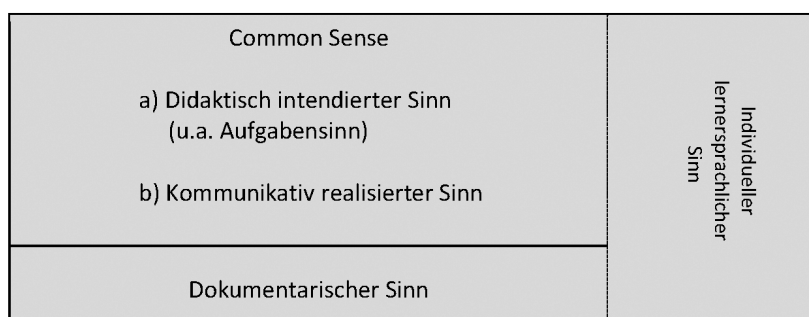 Common Sense
a) Didaktisch intendierter Sinn
(u.a. Aufgabensinn)
b) Kommunikativ realisierter Sinn
Dokumentarischer Sinn
Individueller
lernersprachlicher
Sinn